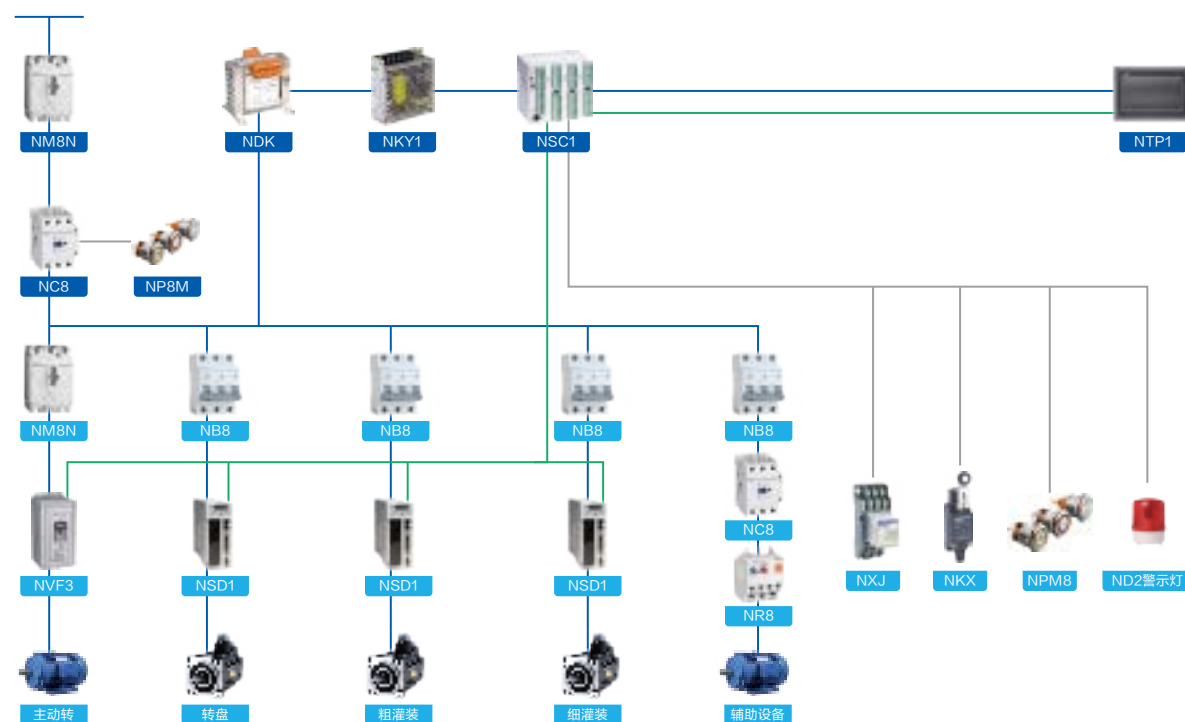 NM8N
NDK
NKY1
NSC1
NTP1
NC8
NP8M
NM8N
NB8
NB8
NB8
NB8
NC8
NVF3
NSD1
NSD1
NSD1
NR8
NXJ
NKX
NPM8
ND2警示灯
主动转
转盘
粗灌装
细灌装
辅助设备